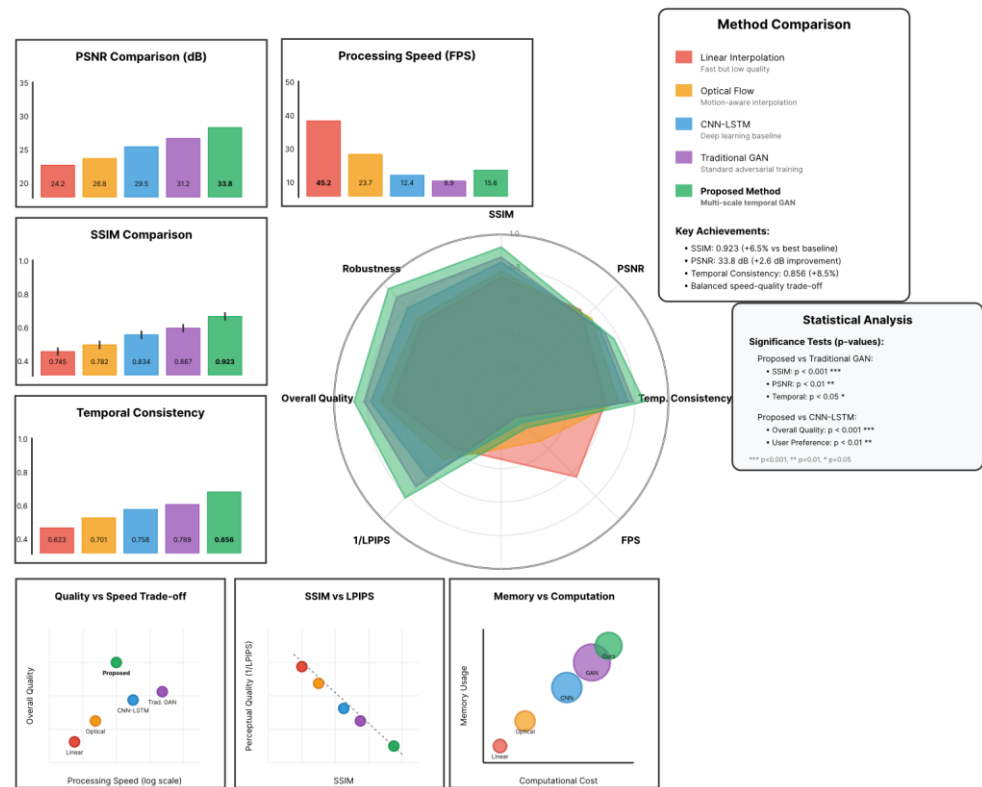 PSNR Comparison (dB)
35
30
25
20
24.2
26.8
29.5
31.2
33.8
Processing Speed (FPS)
50
40
30
10
45.2
23.7
12.4
8.9
15.6
Method Comparison
Linear Interpolation
Fast but low quality
Optical Flow
Motion-aware interpolation
CNN-LSTM
Deep learning baseline
Traditional GAN
Standard adversarial training
Proposed Method
Multi-scale temporal GAN
Key Achievements:
• SSIM: 0.923 (+6.5% vs best baseline)
• PSNR: 33.8 dB (+2.6 dB improvement)
• Temporal Consistency: 0.856 (+8.5%)
• Balanced speed-quality trade-off
SSIM Comparison
1.0
0.8
0.6
0.4
0.745
0.782
0.834
0.867
0.923
SSIM
1.0
PSNR
Temp. Consistency
FPS
1/LPIPS
Overall Quality
Robustness
Statistical Analysis
Significance Tests (p-values):
Proposed vs Traditional GAN:
• SSIM: p < 0.001 ***
• PSNR: p < 0.01 **
• Temporal: p < 0.05 *
Proposed vs CNN-LSTM:
• Overall Quality: p < 0.001 ***
• User Preference: p < 0.01 **
*** p<0.001, ** p<0.01, * p<0.05
Temporal Consistency
1.0
0.8
0.6
0.4
0.623
0.701
0.758
0.789
0.856
Quality vs Speed Trade-off
Overall Quality
Proposed
Trad. GAN
CNN-LSTM
Optical
Linear
Processing Speed (log scale)
SSIM vs LPIPS
Perceptual Quality (1/LPIPS)
SSIM
Memory vs Computation
Memory Usage
Ours
GAN
CNN
Optical
Linear
Computational Cost